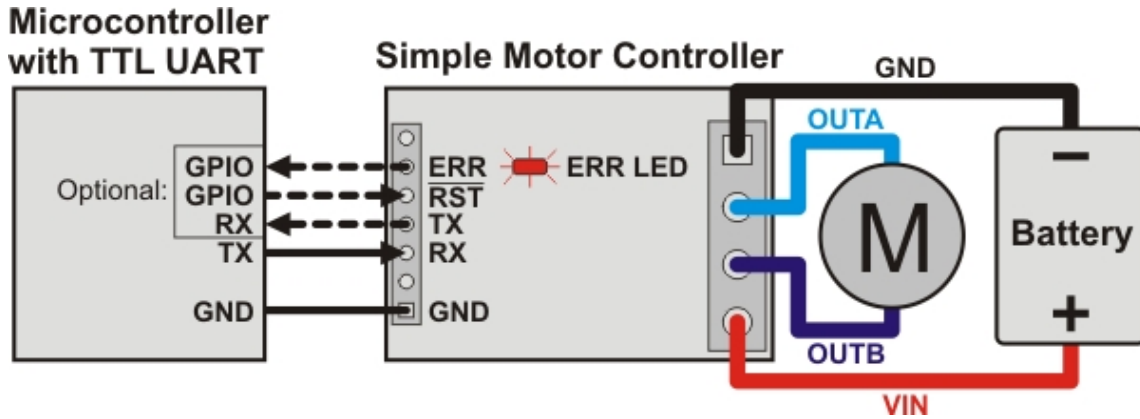 Microcontroller
with TTL UART
Simple Motor Controller
GND
OUTA
Optional:
GPIO
GPIO
RX
TX
GND
ERR
RST
TX
RX
GND
ERR LED
M
–
Battery
+
OUTB
VIN